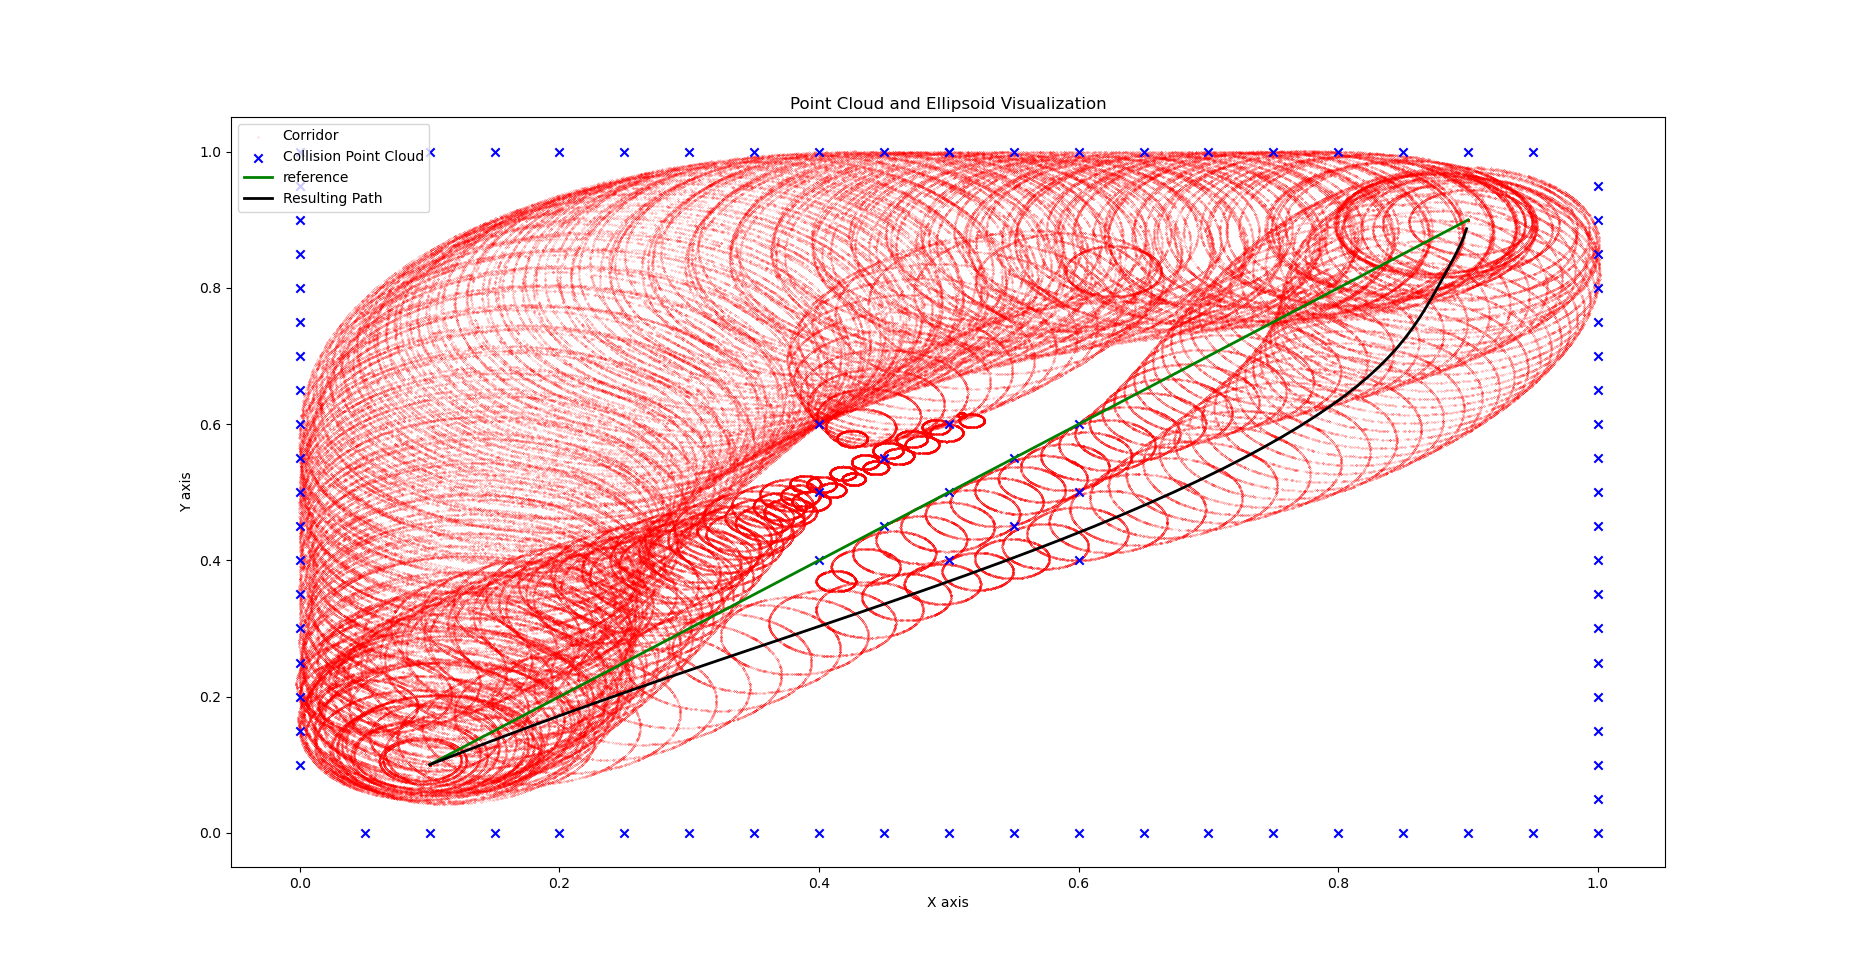 Point Cloud and Ellipsoid Visualization
Corridor
Collision Point Cloud
reference
Resulting Path
1.0
0.8
0.6
0.4
0.2
0.0
Y axis
0.0 0.2 0.4 0.6 0.8 1.0
X axis